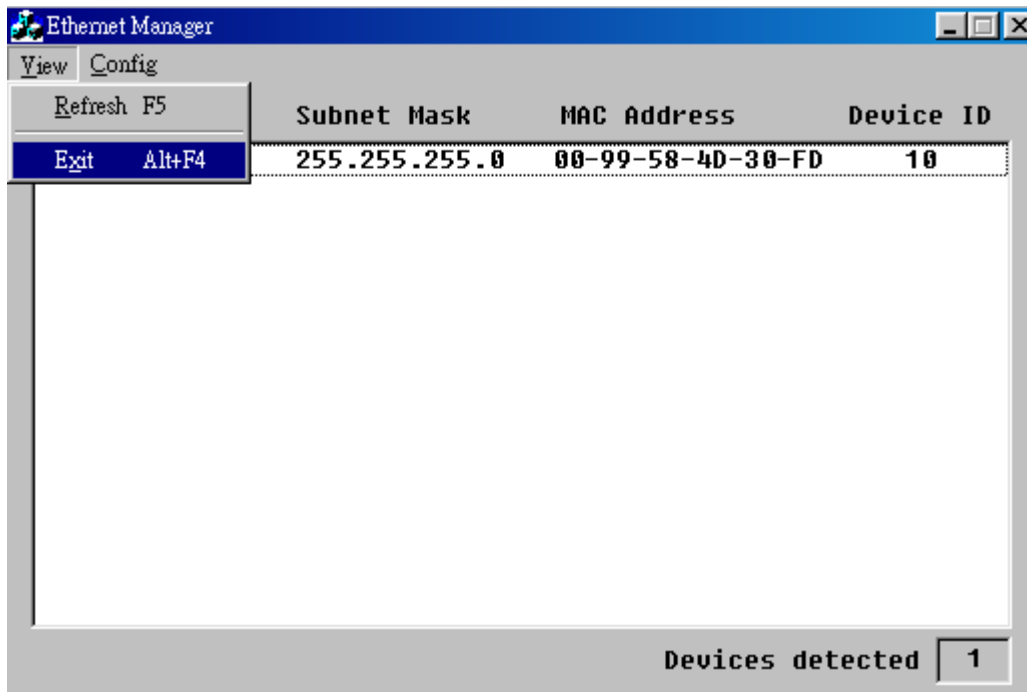 Ethernet Manager
View Config
Refresh F5
Subnet Mask MAC Address Device ID
Exit Alt+F4
255.255.255.0 00-99-58-4D-30-FD 10
Devices detected 1